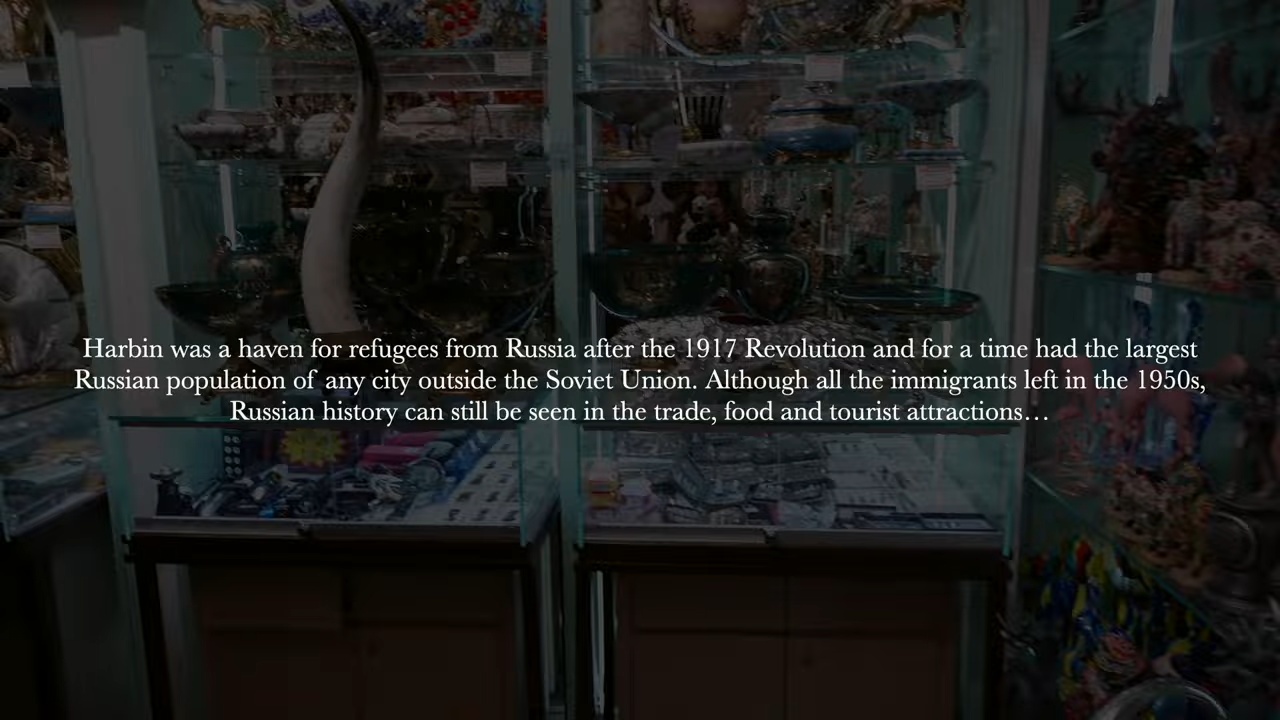 Harbin was a haven for refugees from Russia after the 1917 Revolution and for a time had the largest
Russian population of any city outside the Soviet Union. Although all the immigrants left in the 1950s,
Russian history can still be seen in the trade, food and tourist attractions…